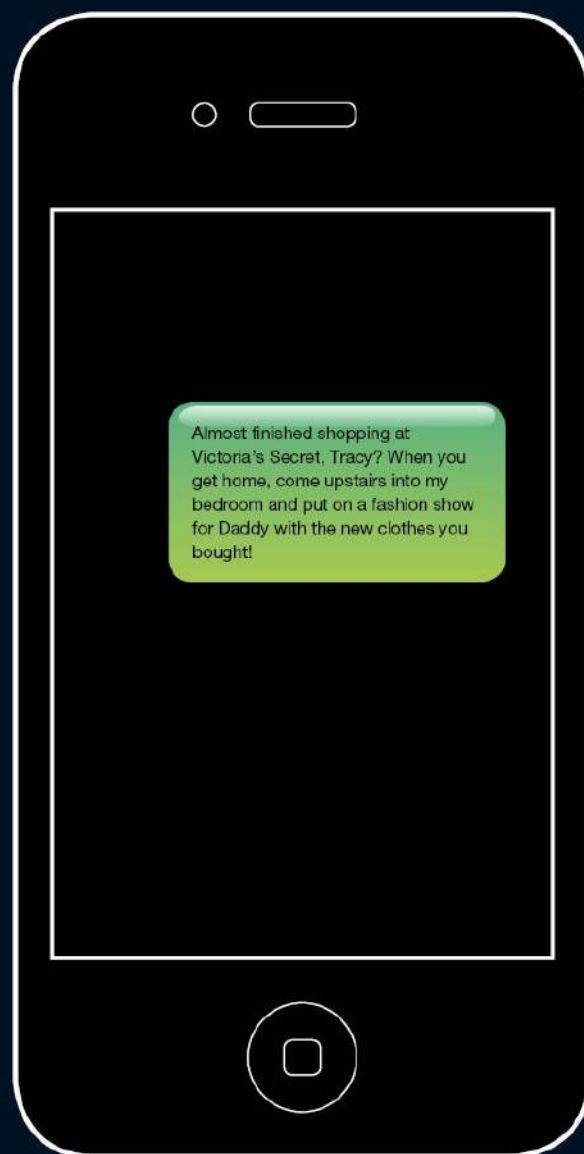 Almost finished shopping at
Victoria's Secret, Tracy? When you
get home, come upstairs into my
bedroom and put on a fashion show
for Daddy with the new clothes you
bought!